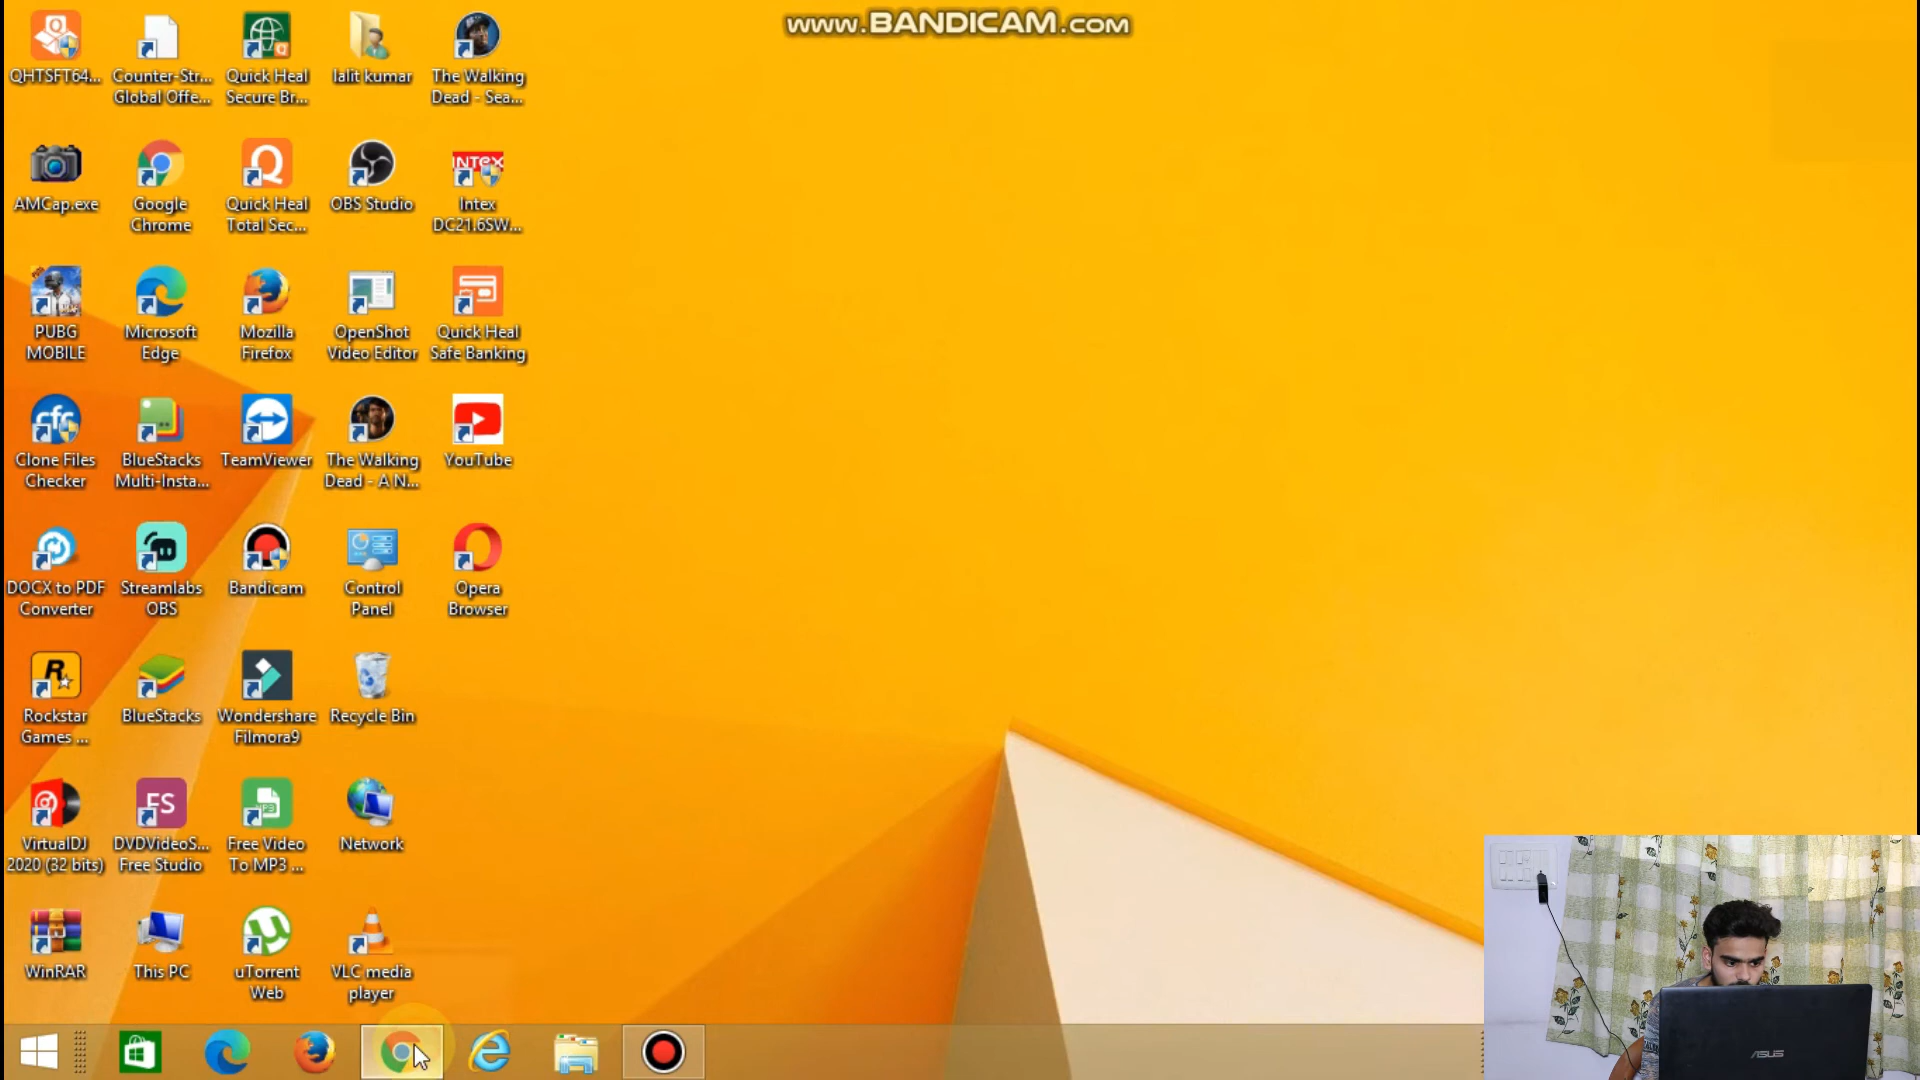 www.BANDICAM.com
QHTSFT64...
Counter-Str...
Global Offe...
Quick Heal
Secure Br...
lalit kumar
The Walking
Dead - Sea...
AMCap.exe
Google
Chrome
Quick Heal
Total Sec...
OBS Studio
INTEX
Intex
DC21.6SW...
PUBG
MOBILE
Microsoft
Edge
Mozilla
Firefox
OpenShot
Video Editor
Quick Heal
Safe Banking
cfc
Clone Files
Checker
BlueStacks
Multi-Insta...
TeamViewer
The Walking
Dead - A N...
YouTube
DOCX to PDF
Converter
Streamlabs
OBS
Bandicam
Control
Panel
Opera
Browser
R
Rockstar
Games ...
BlueStacks
Wondershare
Filmora9
Recycle Bin
VirtualDJ
2020 (32 bits)
FS
DVDVideoS...
Free Studio
MP3
Free Video
To MP3 ...
Network
WinRAR
This PC
uTorrent
Web
VLC media
player
ASUS